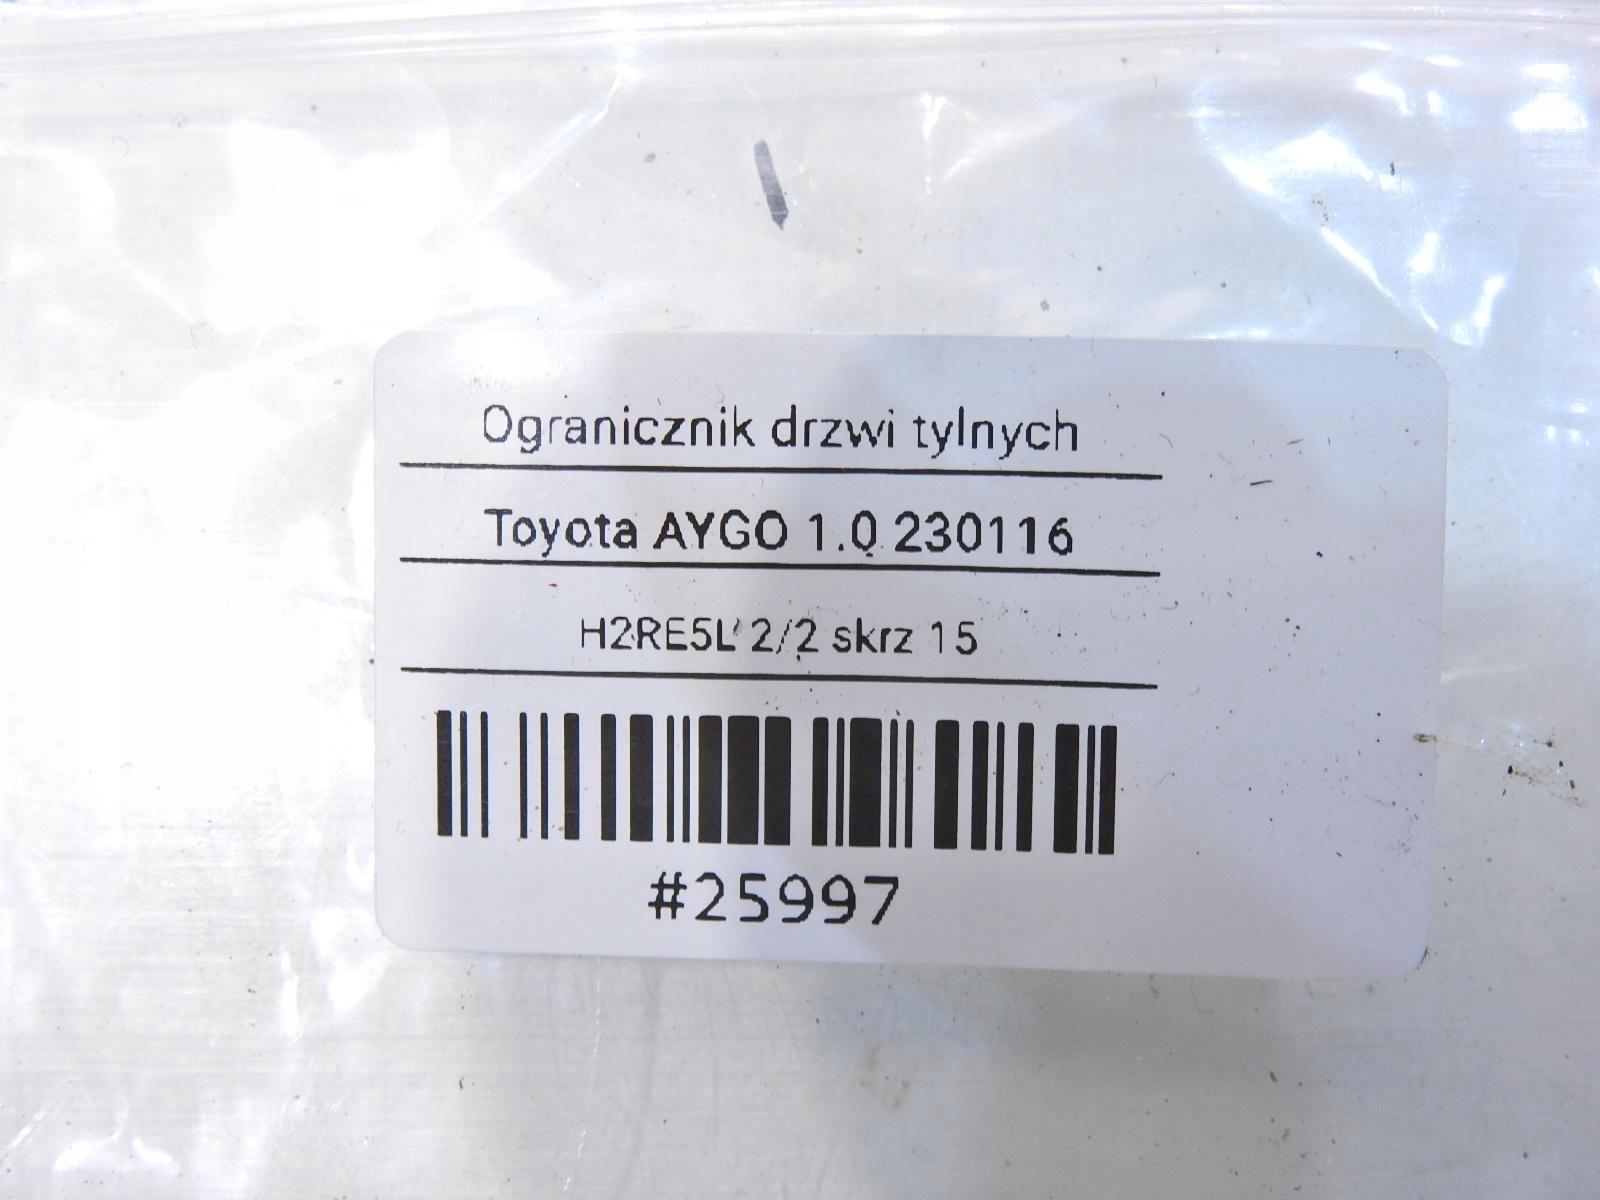 Ogranicznik drzwi tylnych
Toyota AYGO 1.0 230116
H2RE5L 2/2 skrz 15
#25997